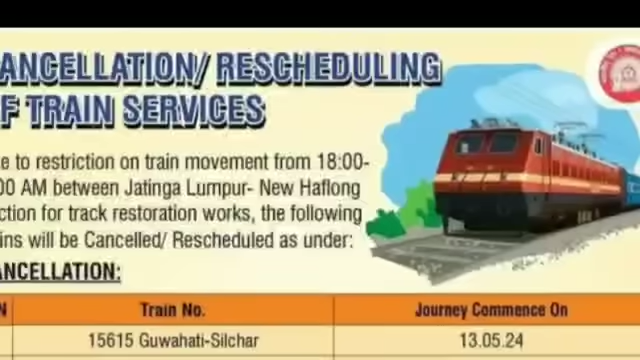 ANCELLATION/ RESCHEDULING
F TRAIN SERVICES
e to restriction on train movement from 18:00-
00 AM between Jatinga Lumpur- New Haflong
ction for track restoration works, the following
ins will be Cancelled/ Rescheduled as under:
ANCELLATION:
N Train No. Journey Commence On
15615 Guwahati-Silchar 13.05.24